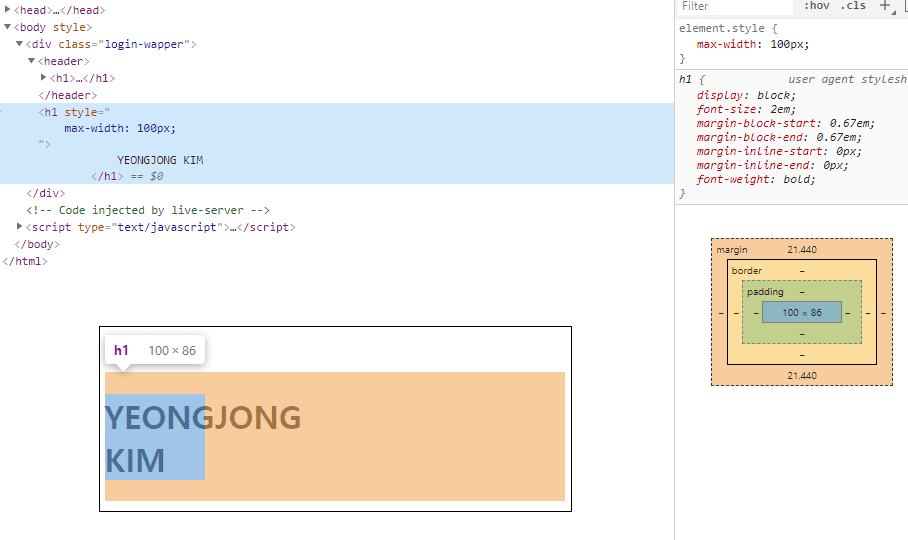 <head>…</head>
<body style>
<div class="login-wapper">
<header>
<h1>…</h1>
</header>
<h1 style="
max-width: 100px;
">
YEONGJONG KIM
</h1> == $0
</div>
<!-- Code injected by live-server -->
<script type="text/javascript">…</script>
</body>
</html>
h1 100 × 86
YEONGJONG
KIM
Filter :hov .cls +
element.style {
max-width: 100px;
}
h1 { user agent stylesh
display: block;
font-size: 2em;
margin-block-start: 0.67em;
margin-block-end: 0.67em;
margin-inline-start: 0px;
margin-inline-end: 0px;
font-weight: bold;
}
margin 21.440
border –
padding –
– – – 100 × 86 – – –
–
–
21.440